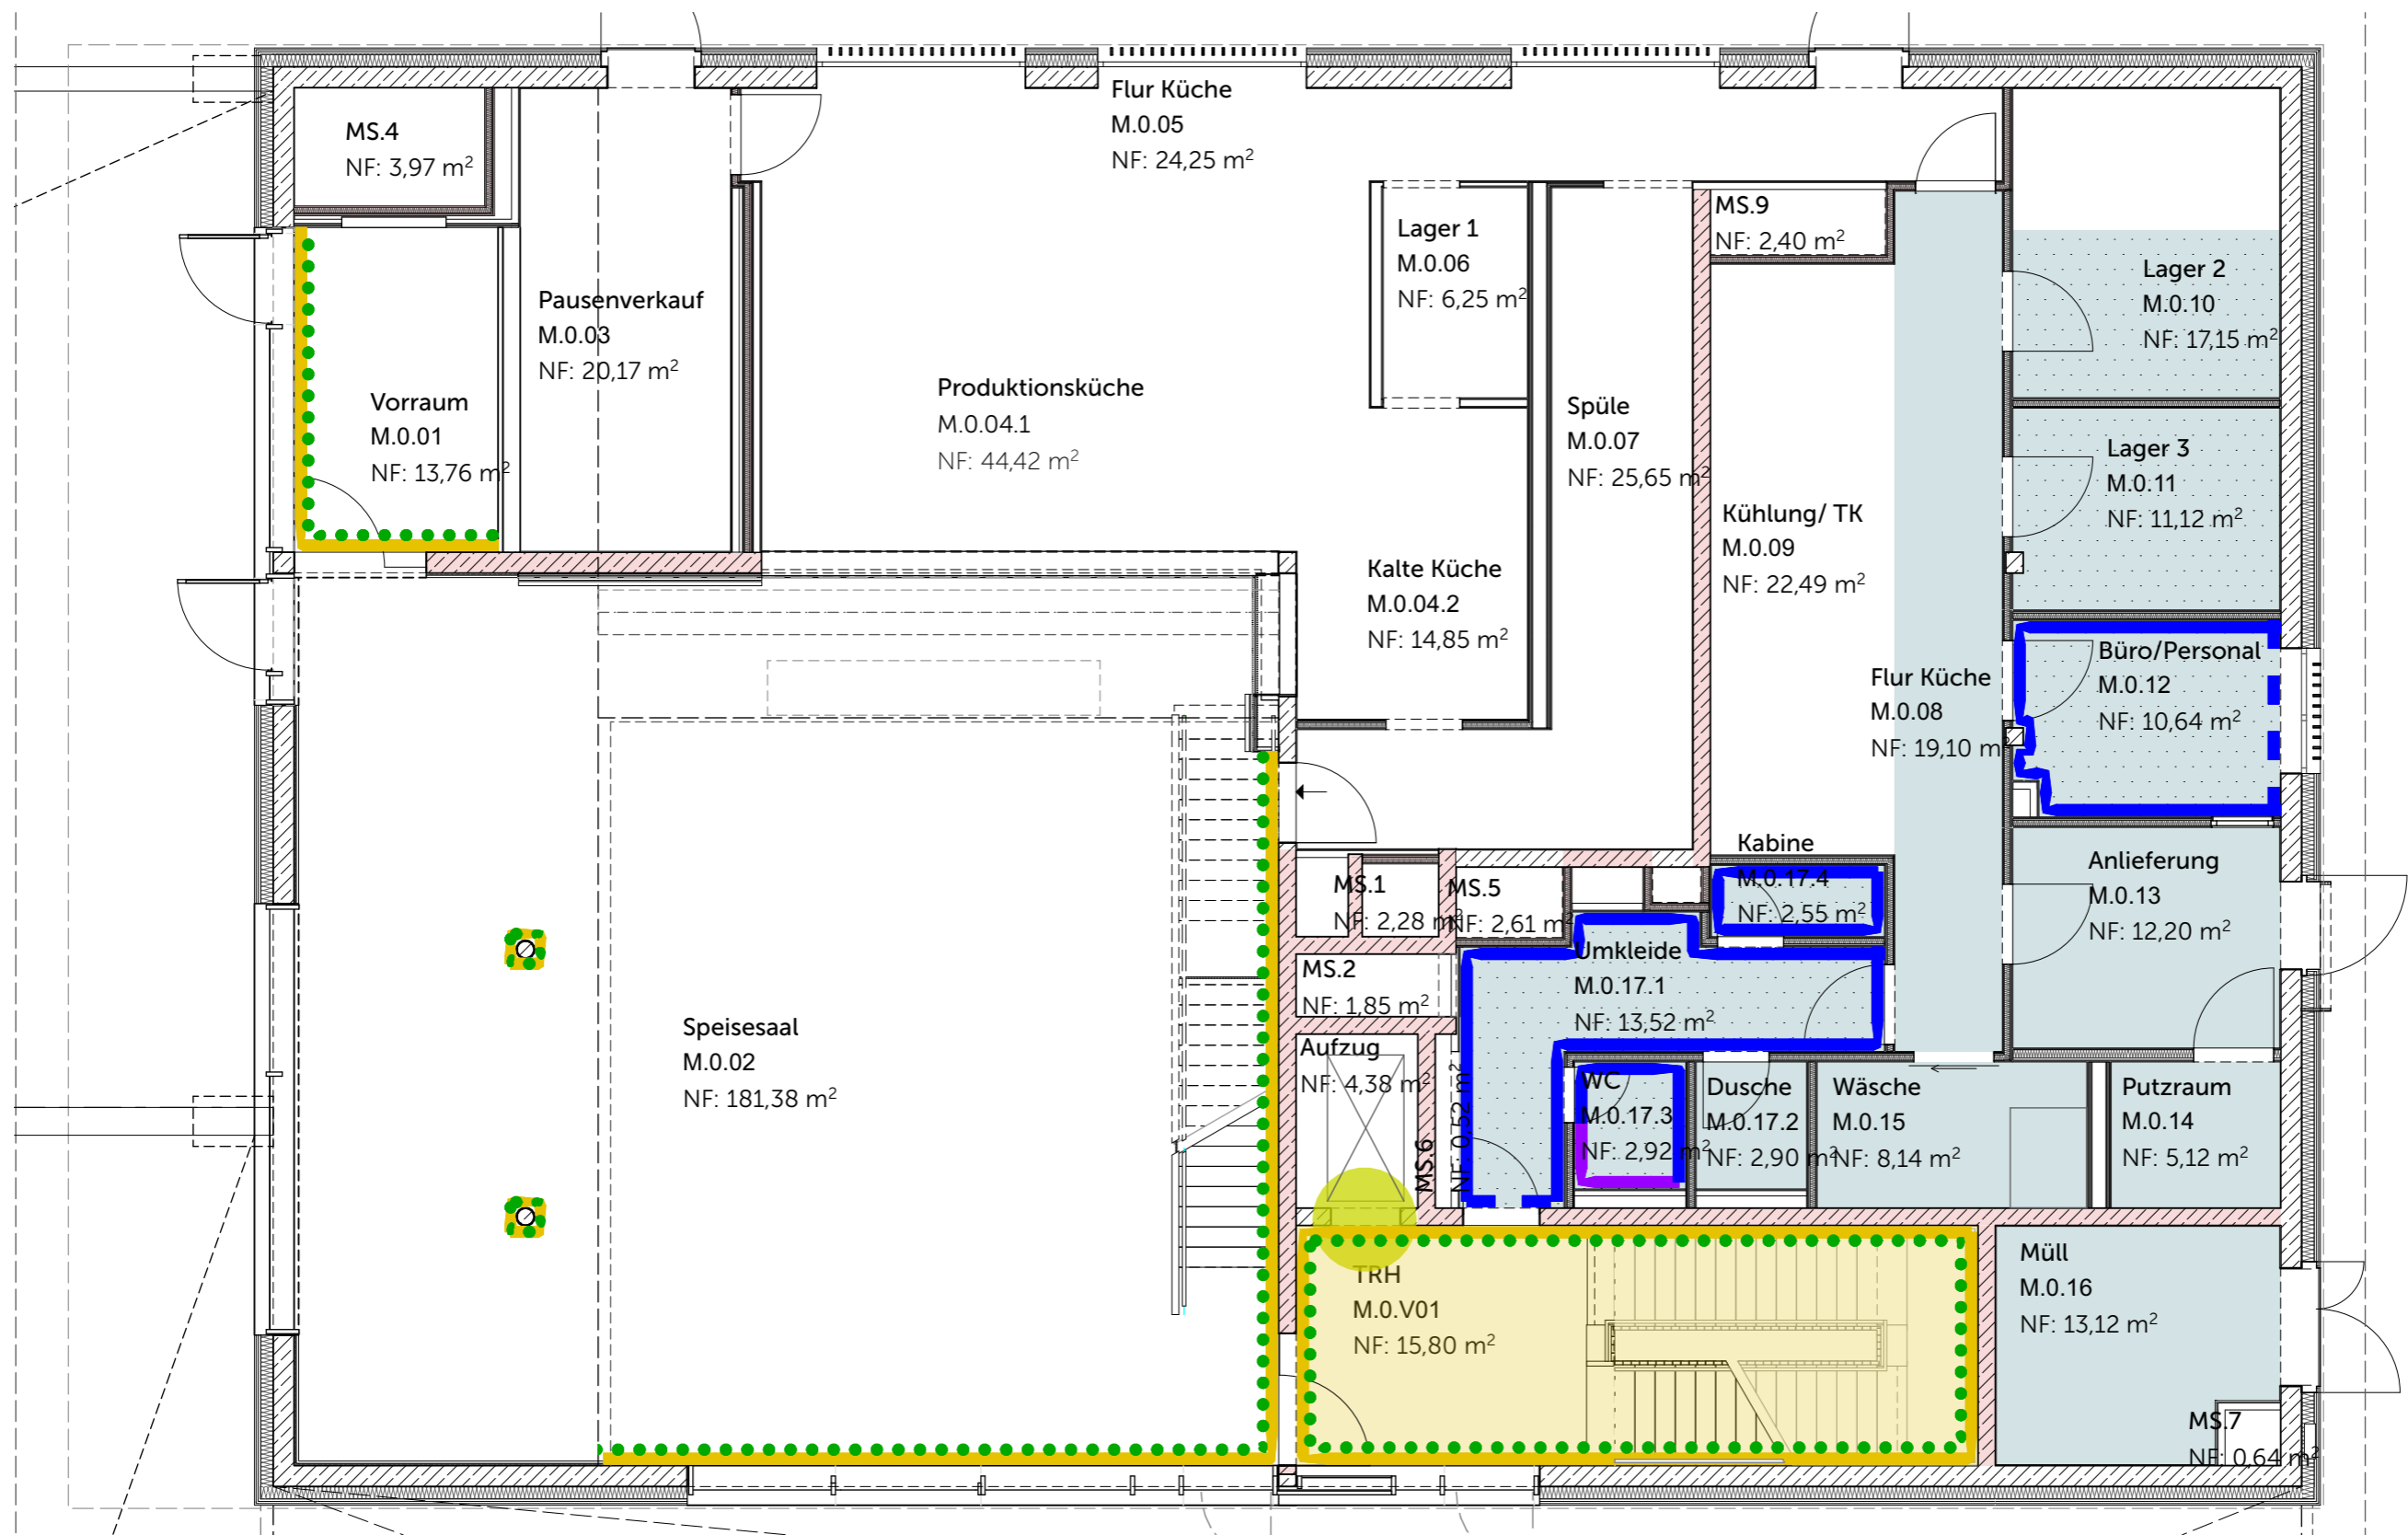 Flur Küche
M.0.05
NF: 24,25 m²
MS.4
NF: 3,97 m²
MS.9
NF: 2,40 m²
Lager 1
M.0.06
NF: 6,25 m²
Lager 2
M.0.10
NF: 17,15 m²
Pausenverkauf
M.0.03
NF: 20,17 m²
Vorraum
M.0.01
NF: 13,76 m²
Produktionsküche
M.0.04.1
NF: 44,42 m²
Spüle
M.0.07
NF: 25,65 m²
Lager 3
M.0.11
NF: 11,12 m²
Kühlung/ TK
M.0.09
NF: 22,49 m²
Kalte Küche
M.0.04.2
NF: 14,85 m²
Flur Küche
M.0.08
NF: 19,10 m²
Büro/Personal
M.0.12
NF: 10,64 m²
Kabine
M.0.17.4
NF: 2,55 m²
Anlieferung
M.0.13
NF: 12,20 m²
MS.1
NF: 2,28 m²
MS.5
NF: 2,61 m²
Umkleide
M.0.17.1
NF: 13,52 m²
MS.2
NF: 1,85 m²
Speisesaal
M.0.02
NF: 181,38 m²
Aufzug
NF: 4,38 m²
MS.6
NF: 0,52 m²
WC
M.0.17.3
NF: 2,92 m²
Dusche
M.0.17.2
NF: 2,90 m²
Wäsche
M.0.15
NF: 8,14 m²
Putzraum
M.0.14
NF: 5,12 m²
TRH
M.0.V01
NF: 15,80 m²
Müll
M.0.16
NF: 13,12 m²
MS.7
NF: 0,64 m²